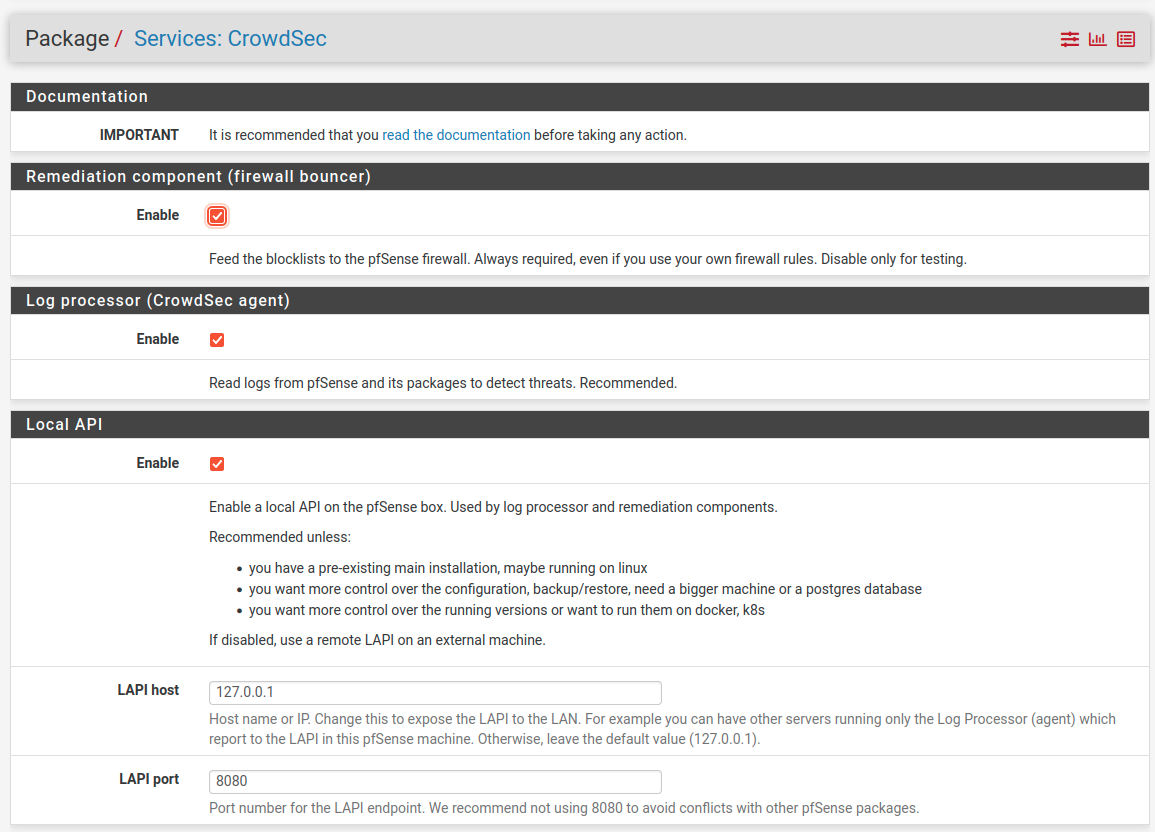 Package / Services: CrowdSec
Documentation
IMPORTANT It is recommended that you read the documentation before taking any action.
Remediation component (firewall bouncer)
Enable
Feed the blocklists to the pfSense firewall. Always required, even if you use your own firewall rules. Disable only for testing.
Log processor (CrowdSec agent)
Enable
Read logs from pfSense and its packages to detect threats. Recommended.
Local API
Enable
Enable a local API on the pfSense box. Used by log processor and remediation components.
Recommended unless:
• you have a pre-existing main installation, maybe running on linux
• you want more control over the configuration, backup/restore, need a bigger machine or a postgres database
• you want more control over the running versions or want to run them on docker, k8s
If disabled, use a remote LAPI on an external machine.
LAPI host 127.0.0.1
Host name or IP. Change this to expose the LAPI to the LAN. For example you can have other servers running only the Log Processor (agent) which
report to the LAPI in this pfSense machine. Otherwise, leave the default value (127.0.0.1).
LAPI port 8080
Port number for the LAPI endpoint. We recommend not using 8080 to avoid conflicts with other pfSense packages.